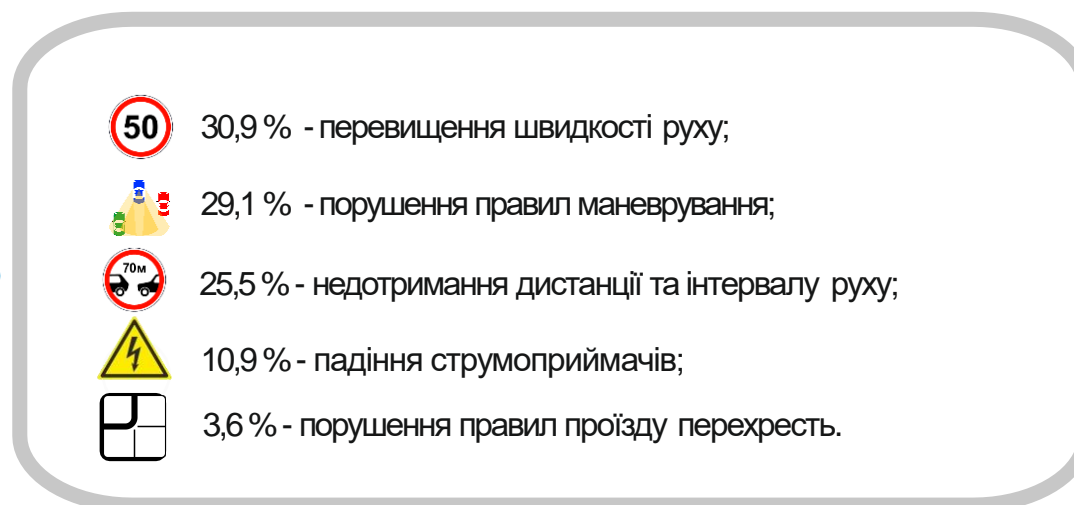 50 30,9 % - перевищення швидкості руху;
29,1 % - порушення правил маневрування;
70м 25,5 % - недотримання дистанції та інтервалу руху;
10,9 % - падіння струмоприймачів;
3,6 % - порушення правил проїзду перехресть.